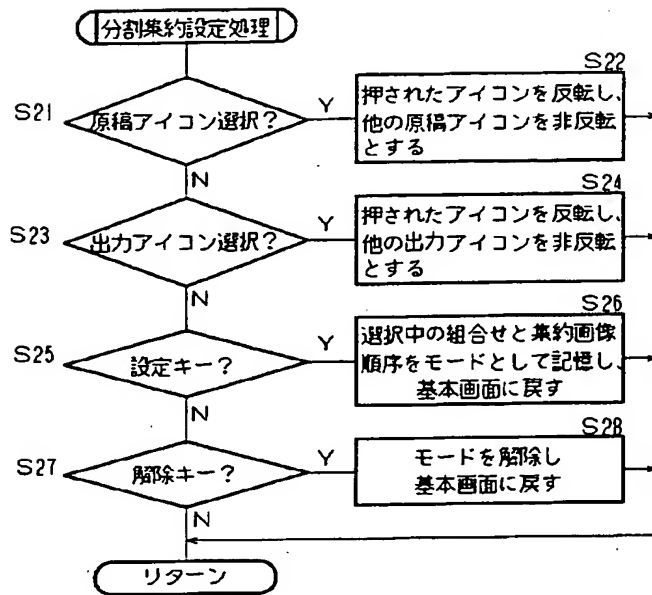 分割集約設定処理
S21
原稿アイコン選択?
Y
S22
押されたアイコンを反転し、
他の原稿アイコンを非反転
とする
N
S23
出力アイコン選択?
Y
S24
押されたアイコンを反転し、
他の出力アイコンを非反転
とする
N
S25
設定キー?
Y
S26
選択中の組合せと集約画像
順序をモードとして記憶し、
基本画面に戻す
N
S27
解除キー?
Y
S28
モードを解除し
基本画面に戻す
N
リターン